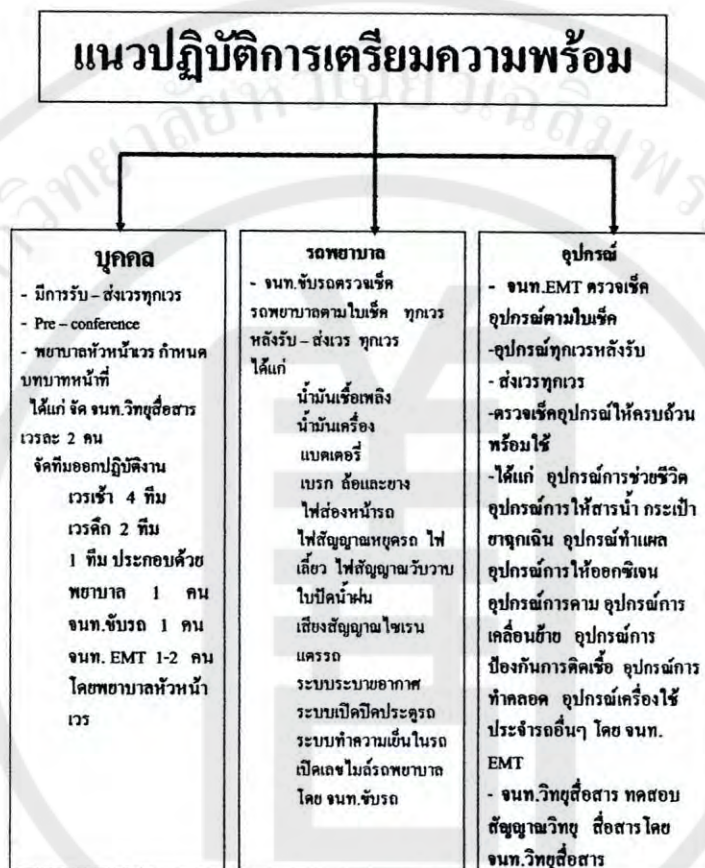 แนวปฏิบัติการเตรียมความพร้อม
บุคคล
- มีการรับ – ส่งเวรทุกเวร
- Pre – conference
- พยาบาลหัวหน้าเวร กำหนด
บทบาทหน้าที่
ได้แก่ จัด จนท.วิทยุสื่อสาร
เวรละ 2 คน
จัดทีมออกปฏิบัติงาน
เวรเช้า 4 ทีม
เวรดึก 2 ทีม
1 ทีม ประกอบด้วย
พยาบาล 1 คน
จนท.ขับรถ 1 คน
จนท. EMT 1-2 คน
โดยพยาบาลหัวหน้า
เวร
รถพยาบาล
- จนท.ขับรถตรวจเช็ค
รถพยาบาลตามใบเช็ค ทุกเวร
หลังรับ – ส่งเวร ทุกเวร
ได้แก่
น้ำมันเชื้อเพลิง
น้ำมันเครื่อง
แบตเตอรี่
เบรก ล้อและยาง
ไฟส่องหน้ารถ
ไฟสัญญาณหยุดรถ ไฟ
เลี้ยว ไฟสัญญาณวับวาบ
ใบปัดน้ำฝน
เสียงสัญญาณไซเรน
แตรรถ
ระบบระบายอากาศ
ระบบเปิดปิดประตูรถ
ระบบทำความเย็นในรถ
เปิดเลขไมล์รถพยาบาล
โดย จนท.ขับรถ
อุปกรณ์
- จนท.EMT ตรวจเช็ค
อุปกรณ์ตามใบเช็ค
-อุปกรณ์ทุกเวรหลังรับ
- ส่งเวรทุกเวร
-ตรวจเช็คอุปกรณ์ให้ครบถ้วน
พร้อมใช้
-ได้แก่ อุปกรณ์การช่วยชีวิต
อุปกรณ์การให้สารน้ำ กระเป๋า
ยาฉุกเฉิน อุปกรณ์ทำแผล
อุปกรณ์การให้ออกซิเจน
อุปกรณ์การดาม อุปกรณ์การ
เคลื่อนย้าย อุปกรณ์การ
ป้องกันการติดเชื้อ อุปกรณ์การ
ทำคลอด อุปกรณ์เครื่องใช้
ประจำรถอื่นๆ โดย จนท.
EMT
- จนท.วิทยุสื่อสาร ทดสอบ
สัญญาณวิทยุ สื่อสารโดย
จนท.วิทยุสื่อสาร